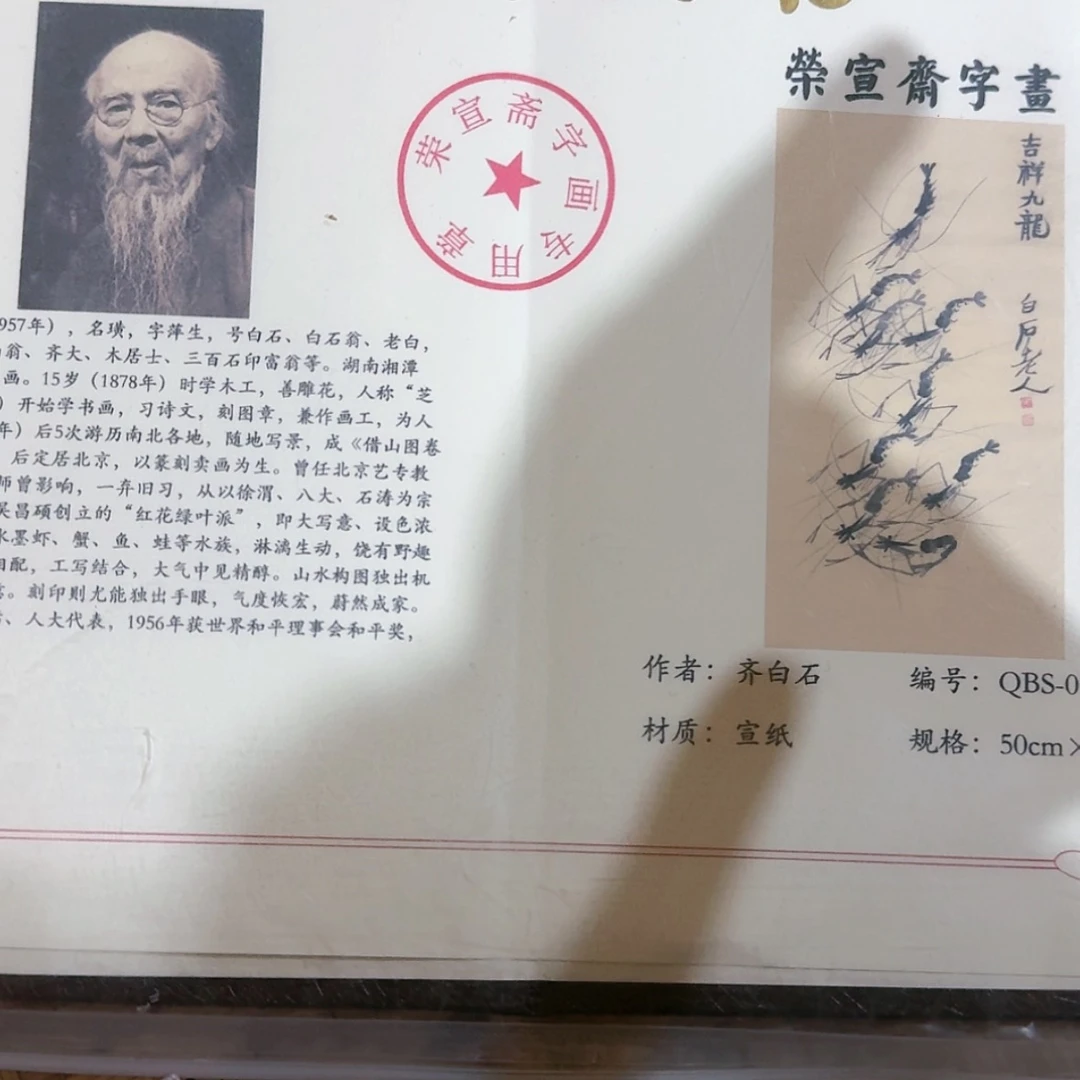 榮宣齋字畫
荣宣斋字画专用章
吉祥九龍
白石老人
957年），名璜，字萍生，号白石、白石翁、老白，
翁、齐大、木居士、三百石印富翁等。湖南湘潭
画。15岁（1878年）时学木工，善雕花，人称“芝
）开始学书画，习诗文，刻图章，兼作画工，为人
年）后5次游历南北各地，随地写景，成《借山图卷
后定居北京，以篆刻卖画为生。曾任北京艺专教
师曾影响，一弃旧习，从以徐渭、八大、石涛为宗
吴昌硕创立的“红花绿叶派”，即大写意、设色浓
水墨虾、蟹、鱼、蛙等水族，淋漓生动，饶有野趣
相配，工写结合，大气中见精醇。山水构图独出机
。刻印则尤能独出手眼，气度恢宏，蔚然成家。
、人大代表，1956年获世界和平理事会和平奖，
作者：齐白石 编号：QBS-0
材质：宣纸 规格：50cm×